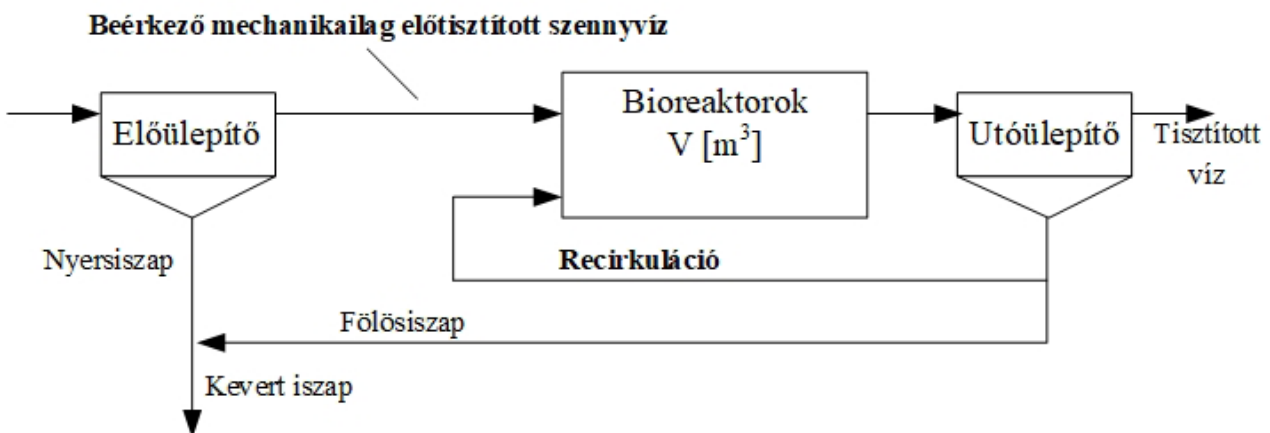 Beérkező mechanikailag előtisztított szennyvíz
Előülepítő
Bioreaktorok
V [m³]
Utóülepítő
Tisztított
víz
Nyersiszap
Recirkuláció
Fölösiszap
Kevert iszap